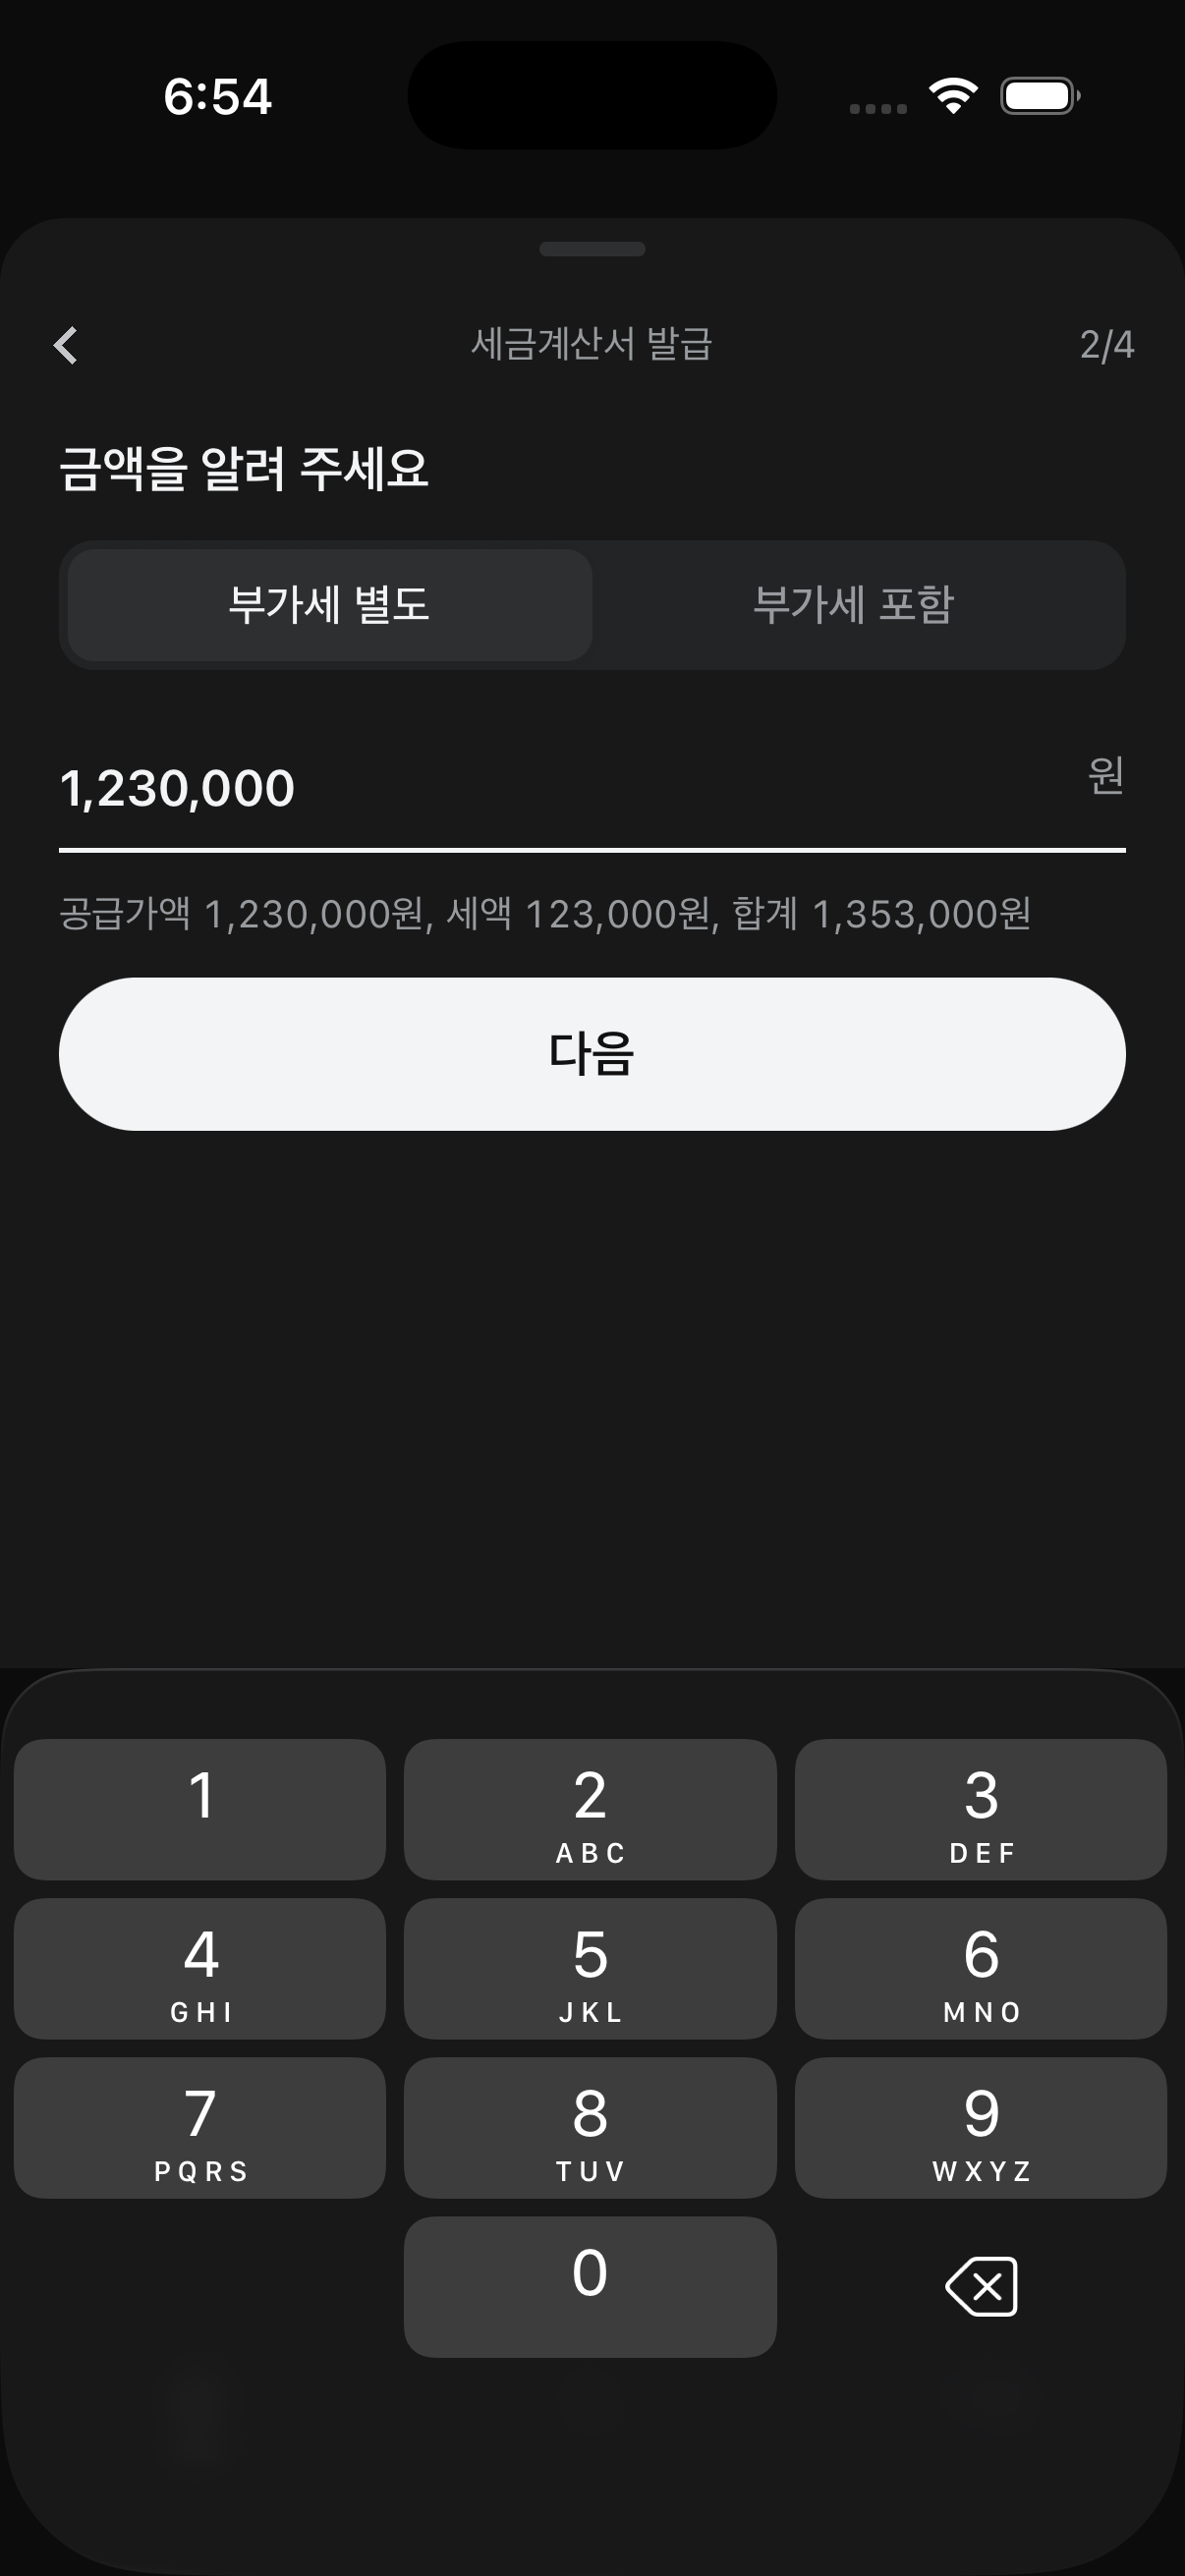 6:54
세금계산서 발급
2/4
금액을 알려 주세요
부가세 별도
부가세 포함
1,230,000
원
공급가액 1,230,000원, 세액 123,000원, 합계 1,353,000원
다음
1
2
ABC
3
DEF
4
GHI
5
JKL
6
MNO
7
PQRS
8
TUV
9
WXYZ
0